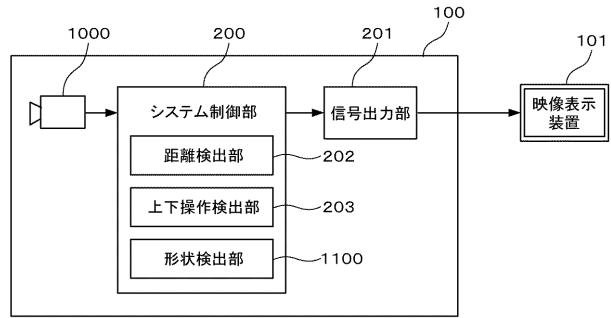 100
1000
200
201
101
システム制御部
信号出力部
映像表示
装置
距離検出部
202
上下操作検出部
203
形状検出部
1100